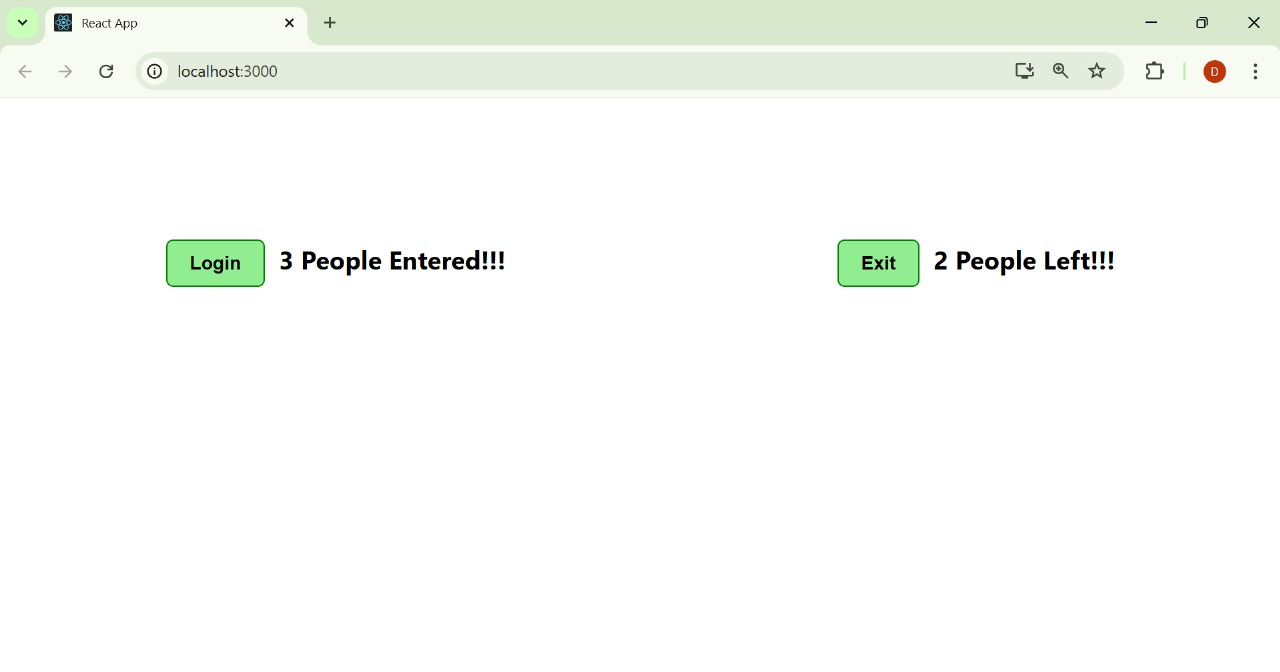 React App
localhost:3000
D
Login 3 People Entered!!!
Exit 2 People Left!!!